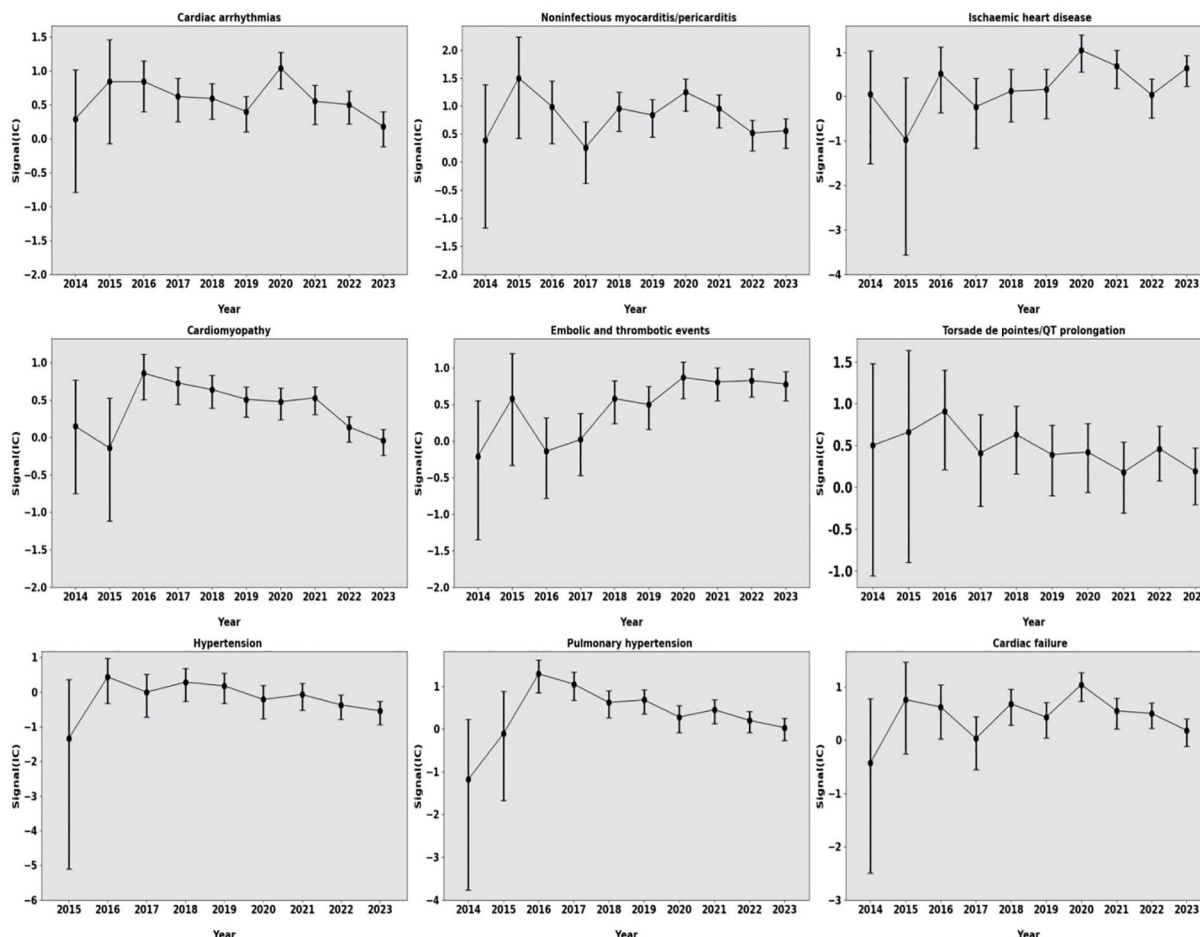 Cardiac arrhythmias
Signal(IC)
1.5
1.0
0.5
0.0
−0.5
−1.0
−1.5
−2.0
2014 2015 2016 2017 2018 2019 2020 2021 2022 2023
Year
Noninfectious myocarditis/pericarditis
Signal(IC)
2.0
1.5
1.0
0.5
0.0
−0.5
−1.0
−1.5
−2.0
2014 2015 2016 2017 2018 2019 2020 2021 2022 2023
Year
Ischaemic heart disease
Signal(IC)
1
0
−1
−2
−3
−4
2014 2015 2016 2017 2018 2019 2020 2021 2022 2023
Year
Cardiomyopathy
Signal(IC)
1.0
0.5
0.0
−0.5
−1.0
−1.5
−2.0
2014 2015 2016 2017 2018 2019 2020 2021 2022 2023
Year
Embolic and thrombotic events
Signal(IC)
1.0
0.5
0.0
−0.5
−1.0
−1.5
−2.0
2014 2015 2016 2017 2018 2019 2020 2021 2022 2023
Year
Torsade de pointes/QT prolongation
Signal(IC)
1.5
1.0
0.5
0.0
-0.5
-1.0
2014 2015 2016 2017 2018 2019 2020 2021 2022 202
Year
Hypertension
Signal(IC)
1
0
−1
−2
−3
−4
−5
−6
2015 2016 2017 2018 2019 2020 2021 2022 2023
Year
Pulmonary hypertension
Signal(IC)
1
0
−1
−2
−3
−4
2014 2015 2016 2017 2018 2019 2020 2021 2022 2023
Year
Cardiac failure
Signal(IC)
1
0
−1
−2
−3
2014 2015 2016 2017 2018 2019 2020 2021 2022 2023
Year